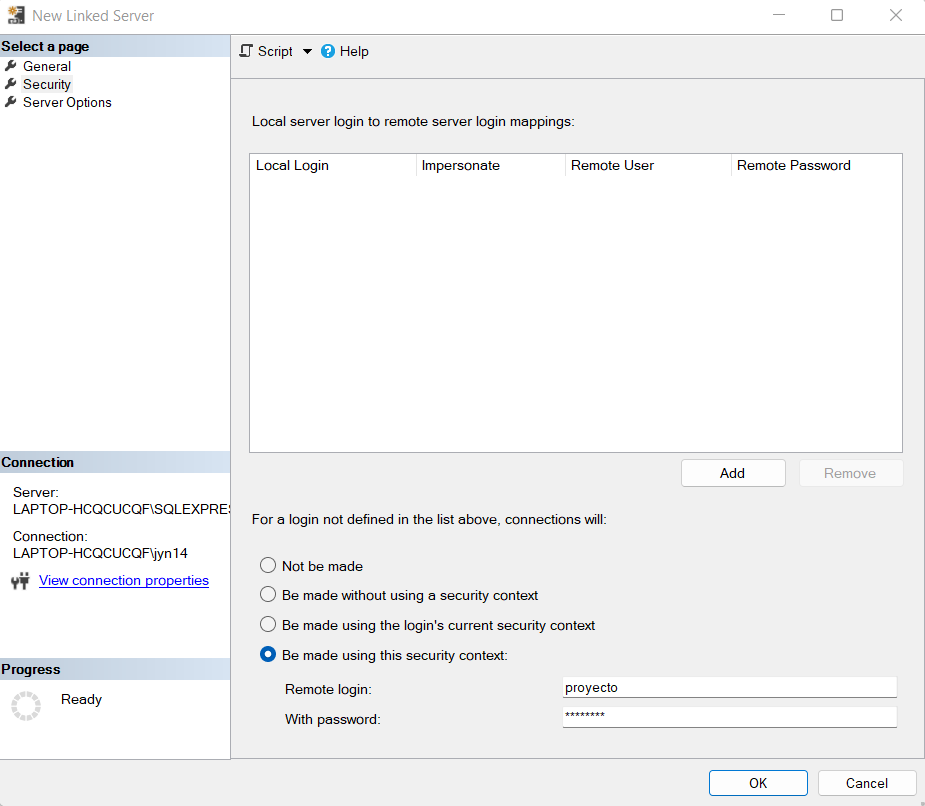 New Linked Server
Select a page
General
Security
Server Options
Script
Help
Local server login to remote server login mappings:
Local Login Impersonate Remote User Remote Password
Add Remove
For a login not defined in the list above, connections will:
Not be made
Be made without using a security context
Be made using the login's current security context
Be made using this security context:
Remote login: proyecto
With password: ********
Connection
Server:
LAPTOP-HCQCUCQF\SQLEXPRES
Connection:
LAPTOP-HCQCUCQF\jyn14
View connection properties
Progress
Ready
OK Cancel